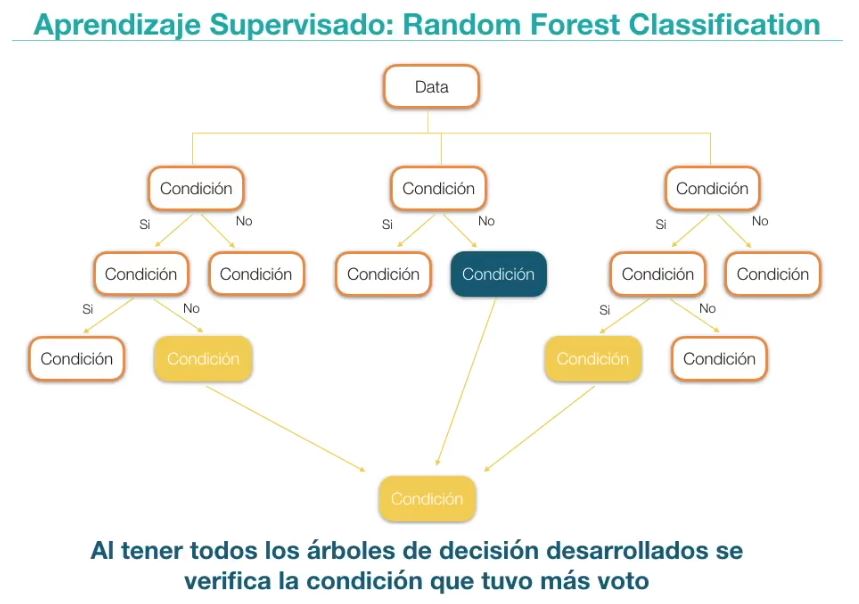 Aprendizaje Supervisado: Random Forest Classification
Data
Condición
Condición
Condición
Si
No
Si
No
Si
No
Condición
Condición
Condición
Condición
Condición
Condición
Si
No
Si
No
Condición
Condición
Condición
Condición
Condición
Al tener todos los árboles de decisión desarrollados se
verifica la condición que tuvo más voto